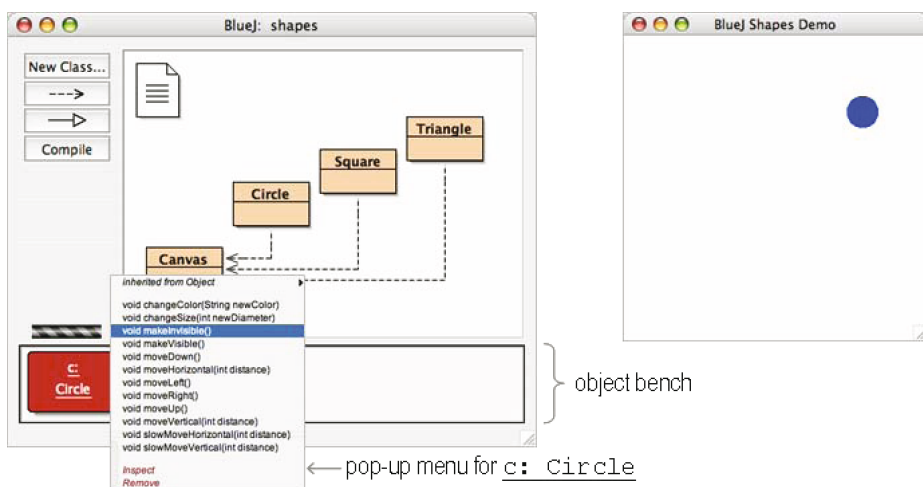 BlueJ: shapes
New Class...
Compile
Triangle
Square
Circle
Canvas
inherited from Object
void changeColor(String newColor)
void changeSize(int newDiameter)
void makeInvisible()
void makeVisible()
void moveDown()
void moveHorizontal(int distance)
void moveLeft()
void moveRight()
void moveUp()
void moveVertical(int distance)
void slowMoveHorizontal(int distance)
void slowMoveVertical(int distance)
Inspect
Remove
c:
Circle
BlueJ Shapes Demo
object bench
pop-up menu for c: Circle